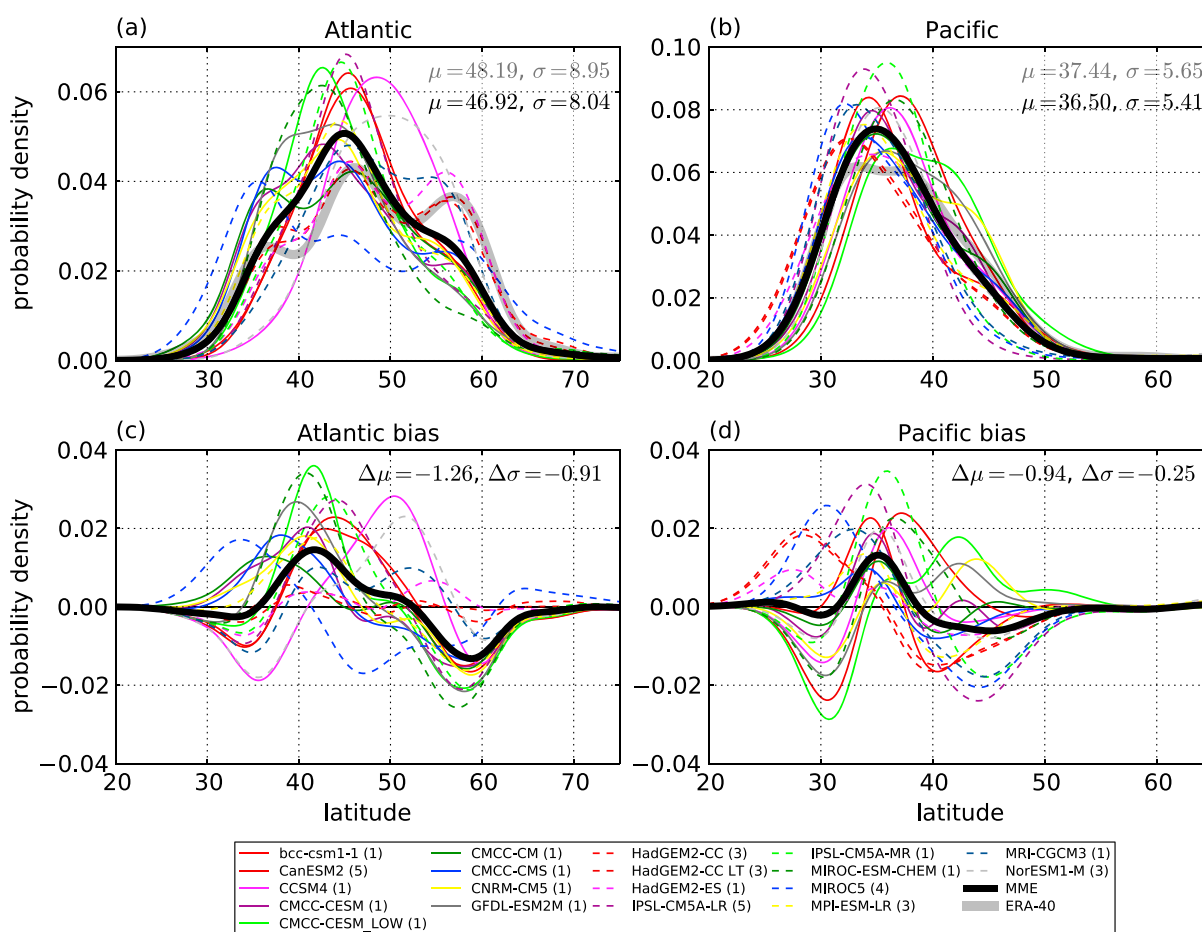 (a) Atlantic
μ=48.19, σ=8.95
μ=46.92, σ=8.04
probability density
0.06
0.04
0.02
0.00
20 30 40 50 60 70
(b) Pacific
μ=37.44, σ=5.65
μ=36.50, σ=5.41
0.10
0.08
0.06
0.04
0.02
0.00
20 30 40 50 60
(c) Atlantic bias
Δμ=−1.26, Δσ=−0.91
probability density
0.04
0.02
0.00
−0.02
−0.04
20 30 40 50 60 70
latitude
(d) Pacific bias
Δμ=−0.94, Δσ=−0.25
0.04
0.02
0.00
−0.02
−0.04
20 30 40 50 60
latitude
bcc-csm1-1 (1)
CanESM2 (5)
CCSM4 (1)
CMCC-CESM (1)
CMCC-CESM_LOW (1)
CMCC-CM (1)
CMCC-CMS (1)
CNRM-CM5 (1)
GFDL-ESM2M (1)
HadGEM2-CC (3)
HadGEM2-CC LT (3)
HadGEM2-ES (1)
IPSL-CM5A-LR (5)
IPSL-CM5A-MR (1)
MIROC-ESM-CHEM (1)
MIROC5 (4)
MPI-ESM-LR (3)
MRI-CGCM3 (1)
NorESM1-M (3)
MME
ERA-40